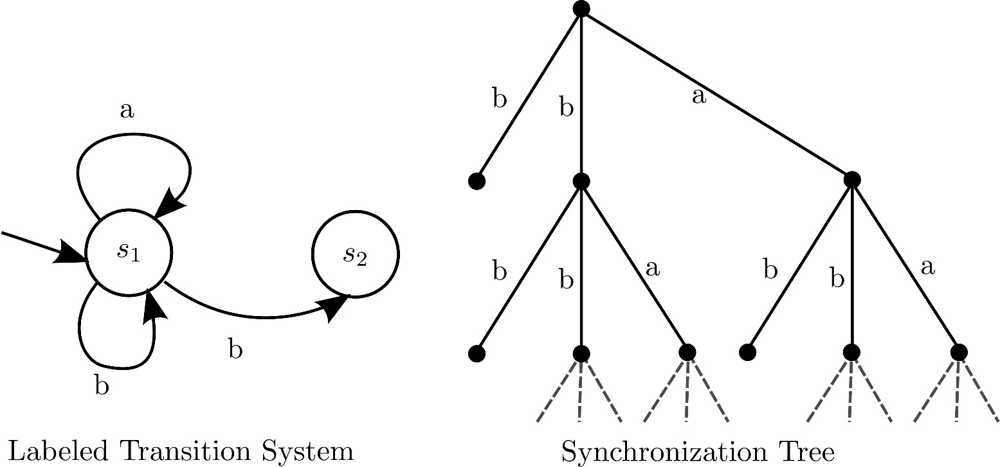 a
b
b
a
s₁
s₂
b
b
a
b
b
a
b
b
Labeled Transition System
Synchronization Tree